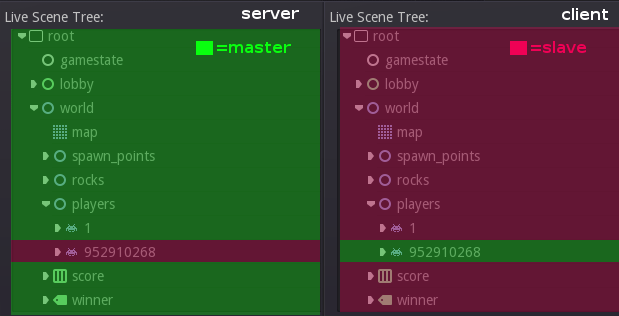 server
Live Scene Tree:
=master
root
gamestate
lobby
world
map
spawn_points
rocks
players
1
952910268
score
winner
client
Live Scene Tree:
=slave
root
gamestate
lobby
world
map
spawn_points
rocks
players
1
952910268
score
winner